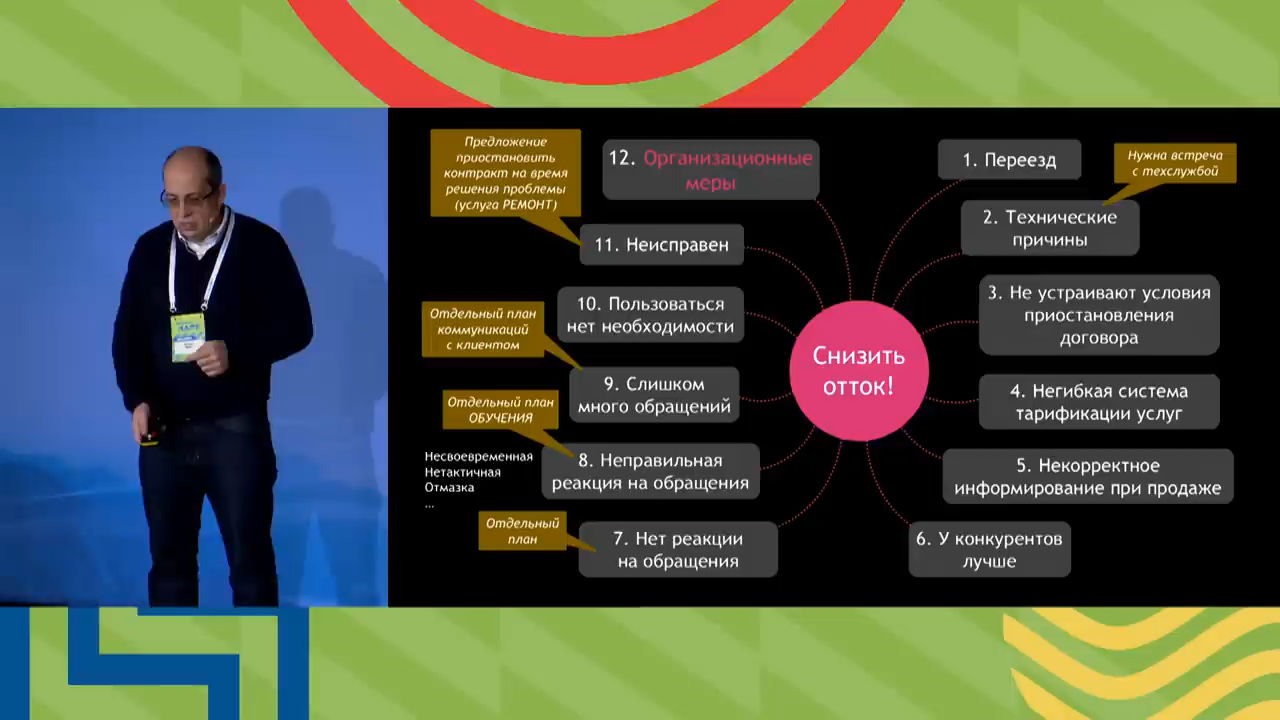 Предложение
приостановить
контракт на время
решения проблемы
(услуга РЕМОНТ)
12. Организационные
меры
1. Переезд
Нужна встреча
с техслужбой
11. Неисправен
2. Технические
причины
10. Пользоваться
нет необходимости
3. Не устраивают условия
приостановления
договора
Отдельный план
коммуникаций
с клиентом
Снизить
отток!
9. Слишком
много обращений
4. Негибкая система
тарификации услуг
Отдельный план
ОБУЧЕНИЯ
Несвоевременная
Нетактичная
Отмазка
...
8. Неправильная
реакция на обращения
5. Некорректное
информирование при продаже
Отдельный
план
7. Нет реакции
на обращения
6. У конкурентов
лучше